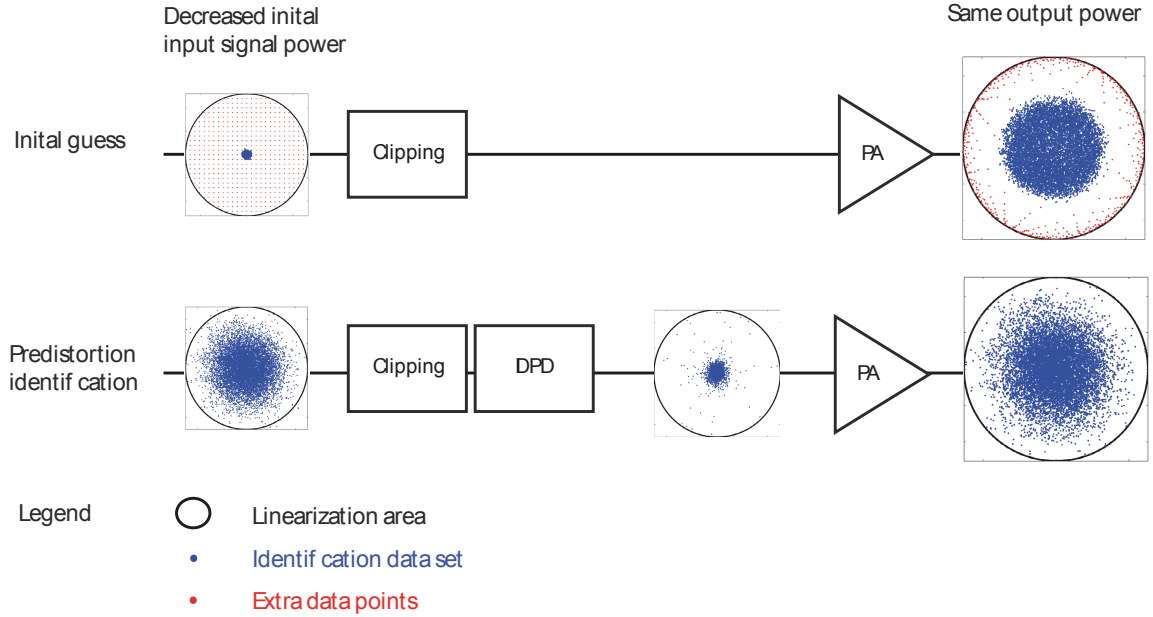 Decreased inital
input signal power
Same output power
Inital guess
Clipping
PA
Predistortion
identif cation
Clipping
DPD
PA
Legend
Linearization area
Identif cation data set
Extra data points